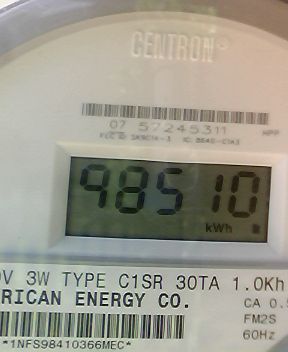 CENTRON®
07 57245311
98510
kWh
V 3W TYPE C1SR 30TA 1.0Kh
RICAN ENERGY CO.
CA 0.5
FM2S
60Hz
*1NFS98410366MEC*